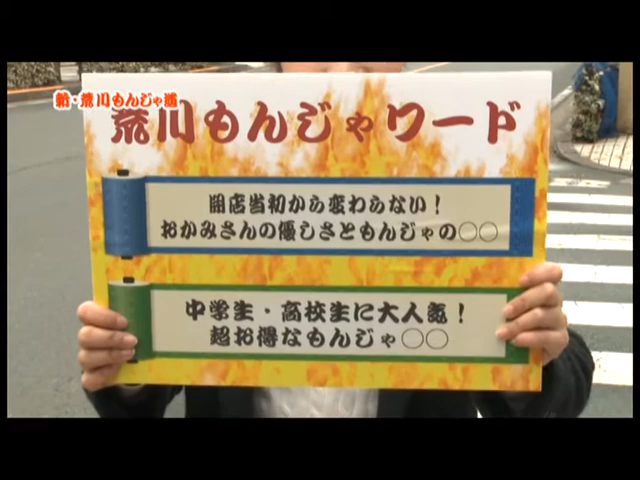 新・荒川もんじゃ道
荒川もんじゃワード
開店当初から変わらない！
おかみさんの優しさともんじゃの○○
中学生・高校生に大人気！
超お得なもんじゃ○○